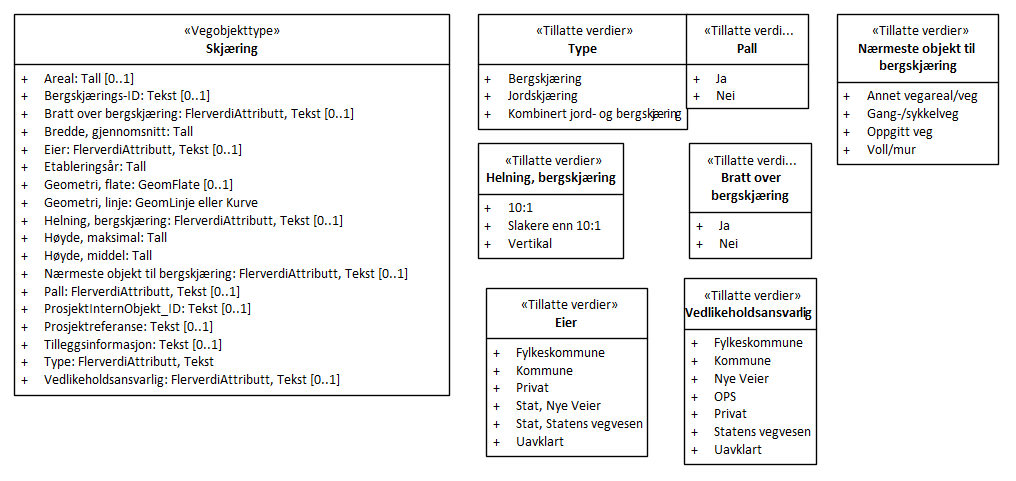 «Vegobjekttype»
Skjæring
+ Areal: Tall [0..1]
+ Bergskjærings-ID: Tekst [0..1]
+ Bratt over bergskjæring: FlerverdiAttributt, Tekst [0..1]
+ Bredde, gjennomsnitt: Tall
+ Eier: FlerverdiAttributt, Tekst [0..1]
+ Etableringsår: Tall
+ Geometri, flate: GeomFlate [0..1]
+ Geometri, linje: GeomLinje eller Kurve
+ Helning, bergskjæring: FlerverdiAttributt, Tekst [0..1]
+ Høyde, maksimal: Tall
+ Høyde, middel: Tall
+ Nærmeste objekt til bergskjæring: FlerverdiAttributt, Tekst [0..1]
+ Pall: FlerverdiAttributt, Tekst [0..1]
+ ProsjektInternObjekt_ID: Tekst [0..1]
+ Prosjektreferanse: Tekst [0..1]
+ Tilleggsinformasjon: Tekst [0..1]
+ Type: FlerverdiAttributt, Tekst
+ Vedlikeholdsansvarlig: FlerverdiAttributt, Tekst [0..1]
«Tillatte verdier»
Type
+ Bergskjæring
+ Jordskjæring
+ Kombinert jord- og bergskjæring
«Tillatte verdi...
Pall
+ Ja
+ Nei
«Tillatte verdier»
Nærmeste objekt til
bergskjæring
+ Annet vegareal/veg
+ Gang-/sykkelveg
+ Oppgitt veg
+ Voll/mur
«Tillatte verdier»
Helning, bergskjæring
+ 10:1
+ Slakere enn 10:1
+ Vertikal
«Tillatte verdi...
Bratt over
bergskjæring
+ Ja
+ Nei
«Tillatte verdier»
Eier
+ Fylkeskommune
+ Kommune
+ Privat
+ Stat, Nye Veier
+ Stat, Statens vegvesen
+ Uavklart
«Tillatte verdier»
Vedlikeholdsansvarlig
+ Fylkeskommune
+ Kommune
+ Nye Veier
+ OPS
+ Privat
+ Statens vegvesen
+ Uavklart